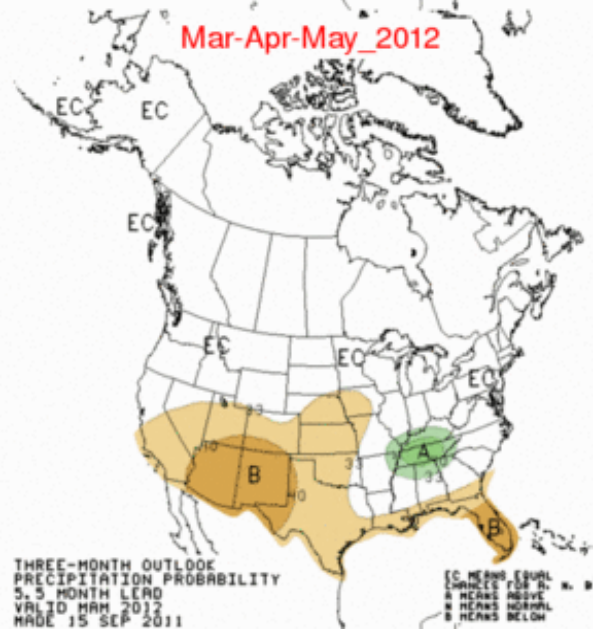 Mar-Apr-May_2012
EC
EC
EC
EC
EC
EC
33
A
B
33
33
B
THREE-MONTH OUTLOOK
PRECIPITATION PROBABILITY
5.5 MONTH LEAD
VALID MAM 2012
MADE 15 SEP 2011
EC MEANS EQUAL
CHANCES FOR A, N, B
A MEANS ABOVE
N MEANS NORMAL
B MEANS BELOW